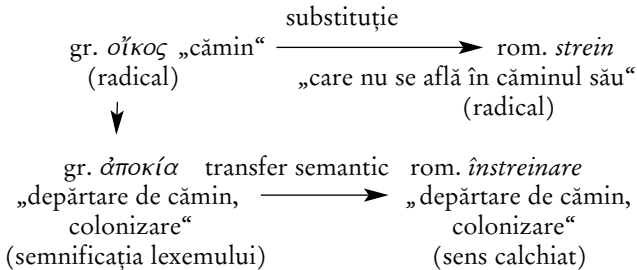 substituție
gr. οἶκος „cămin“ rom. strein
(radical) „care nu se află în căminul său“
(radical)
gr. ἀποκία transfer semantic rom. înstreinare
„depărtare de cămin, „depărtare de cămin,
colonizare“ colonizare“
(semnificația lexemului) (sens calchiat)